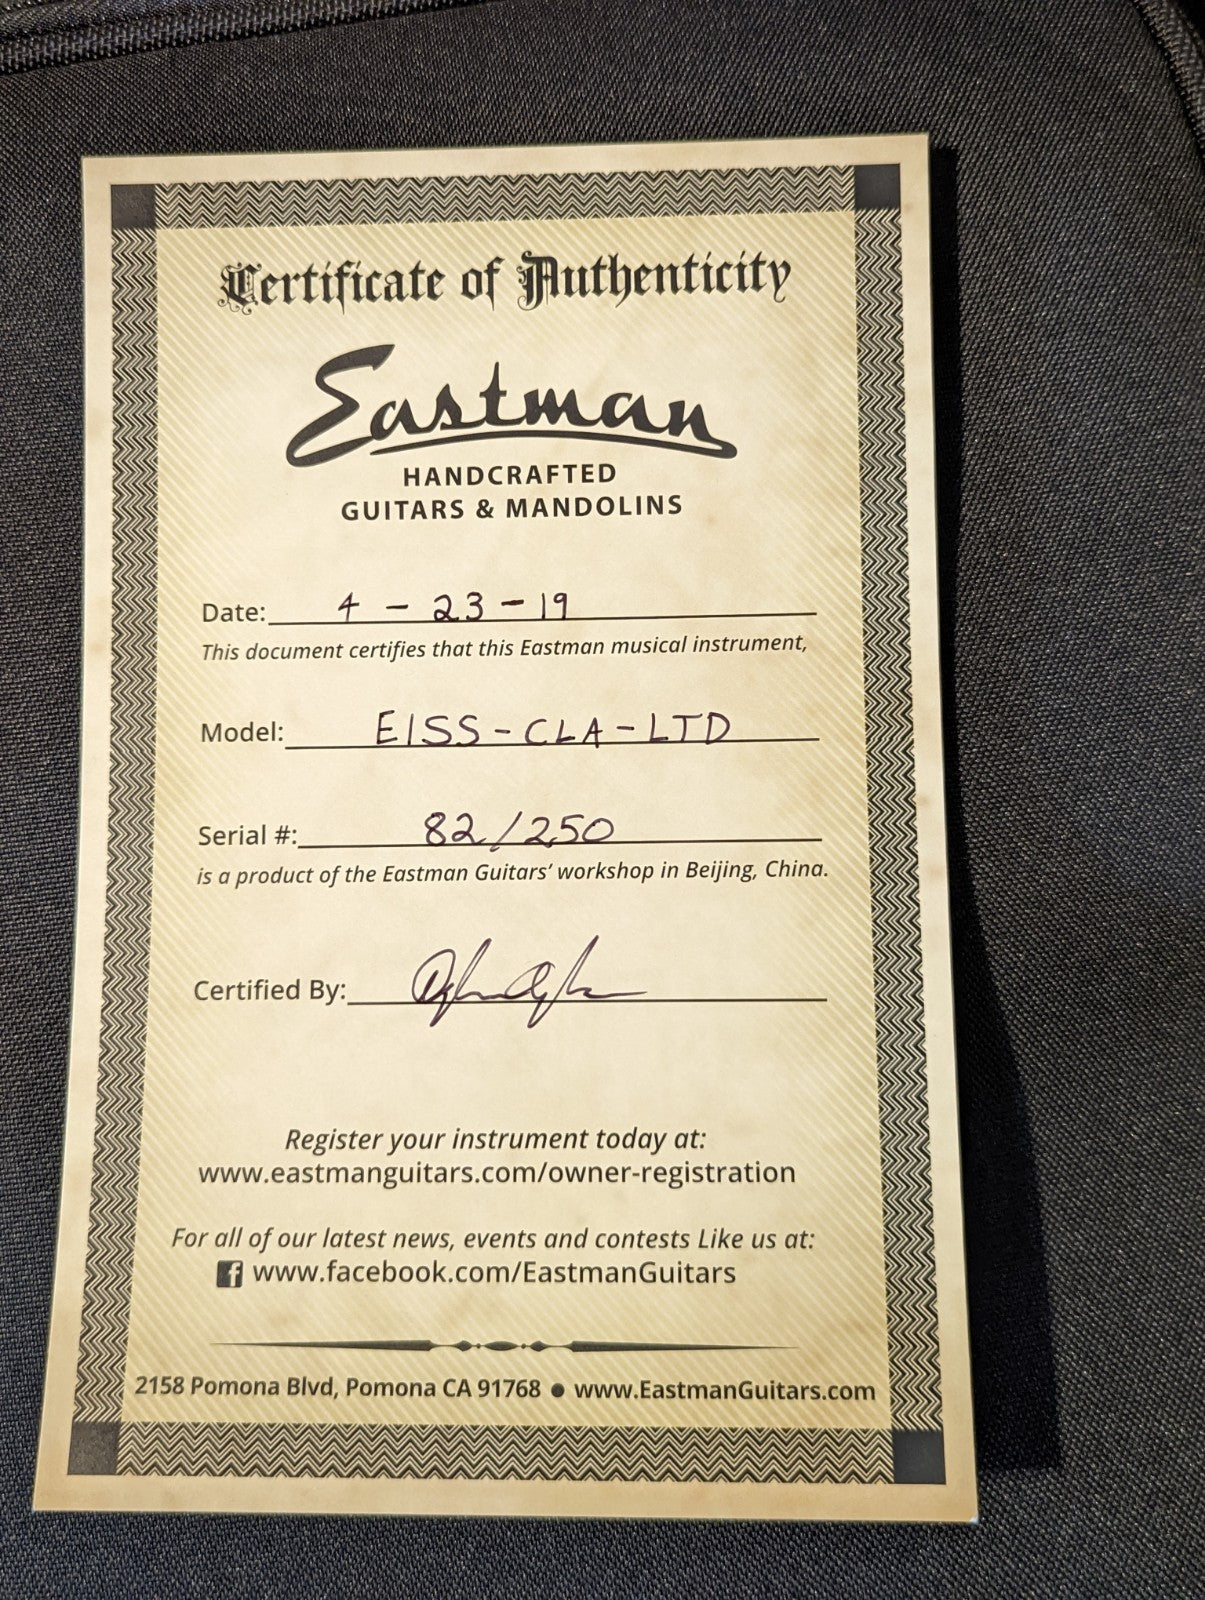 Certificate of Authenticity
Eastman
HANDCRAFTED
GUITARS & MANDOLINS
Date: 4 - 23 - 19
This document certifies that this Eastman musical instrument,
Model: E1SS - CLA - LTD
Serial #: 82/250
is a product of the Eastman Guitars' workshop in Beijing, China.
Certified By:
Register your instrument today at:
www.eastmanguitars.com/owner-registration
For all of our latest news, events and contests Like us at:
f www.facebook.com/EastmanGuitars
2158 Pomona Blvd, Pomona CA 91768 ● www.EastmanGuitars.com